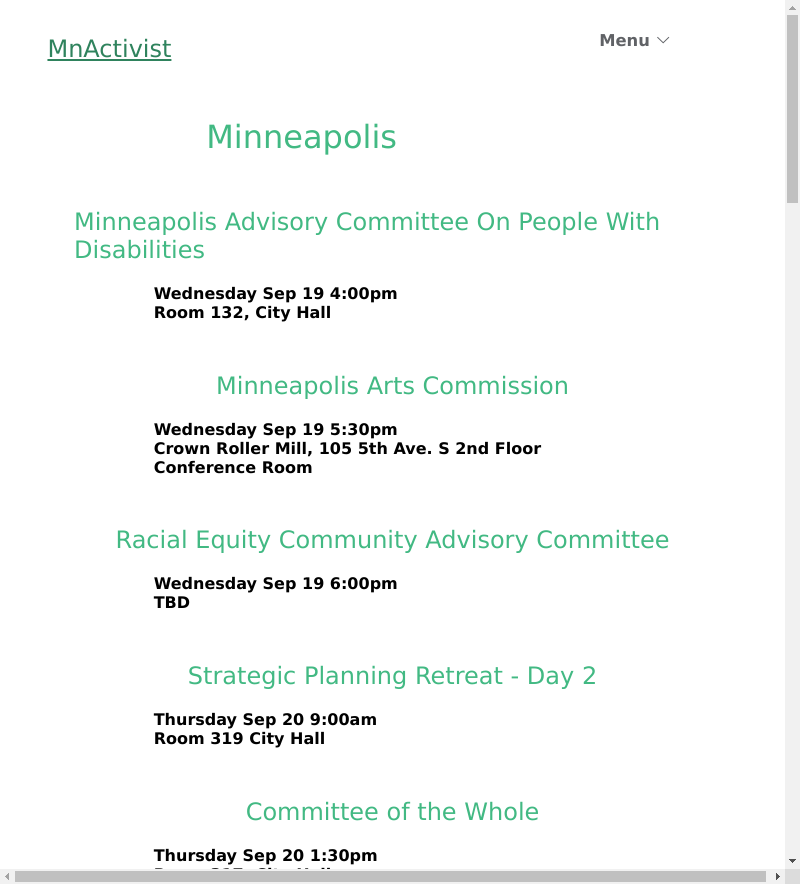 MnActivist
Menu
Minneapolis
Minneapolis Advisory Committee On People With
Disabilities
Wednesday Sep 19 4:00pm
Room 132, City Hall
Minneapolis Arts Commission
Wednesday Sep 19 5:30pm
Crown Roller Mill, 105 5th Ave. S 2nd Floor
Conference Room
Racial Equity Community Advisory Committee
Wednesday Sep 19 6:00pm
TBD
Strategic Planning Retreat - Day 2
Thursday Sep 20 9:00am
Room 319 City Hall
Committee of the Whole
Thursday Sep 20 1:30pm